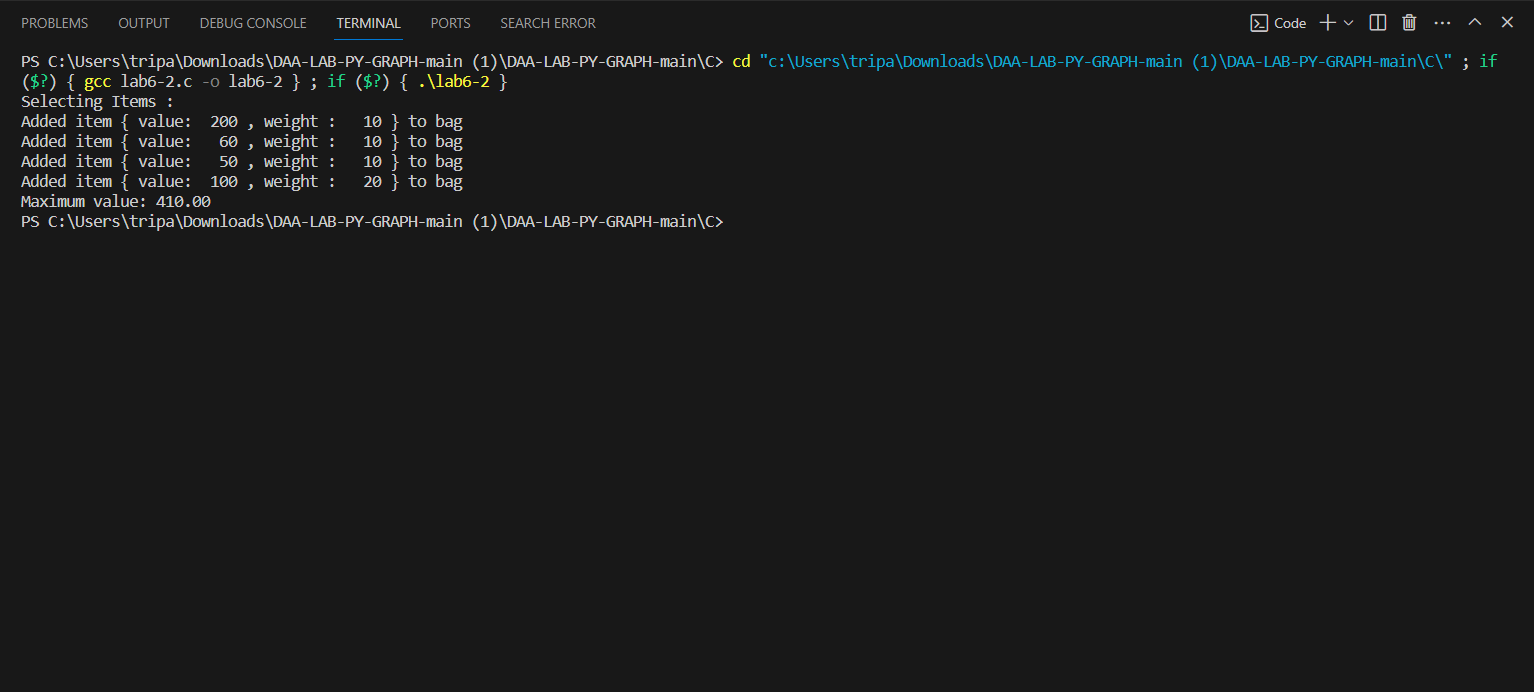 PROBLEMS OUTPUT DEBUG CONSOLE TERMINAL PORTS SEARCH ERROR Code
PS C:\Users\tripa\Downloads\DAA-LAB-PY-GRAPH-main (1)\DAA-LAB-PY-GRAPH-main\C> cd "c:\Users\tripa\Downloads\DAA-LAB-PY-GRAPH-main (1)\DAA-LAB-PY-GRAPH-main\C\" ; if
($?) { gcc lab6-2.c -o lab6-2 } ; if ($?) { .\lab6-2 }
Selecting Items :
Added item { value:  200 , weight :   10 } to bag
Added item { value:   60 , weight :   10 } to bag
Added item { value:   50 , weight :   10 } to bag
Added item { value:  100 , weight :   20 } to bag
Maximum value: 410.00
PS C:\Users\tripa\Downloads\DAA-LAB-PY-GRAPH-main (1)\DAA-LAB-PY-GRAPH-main\C>